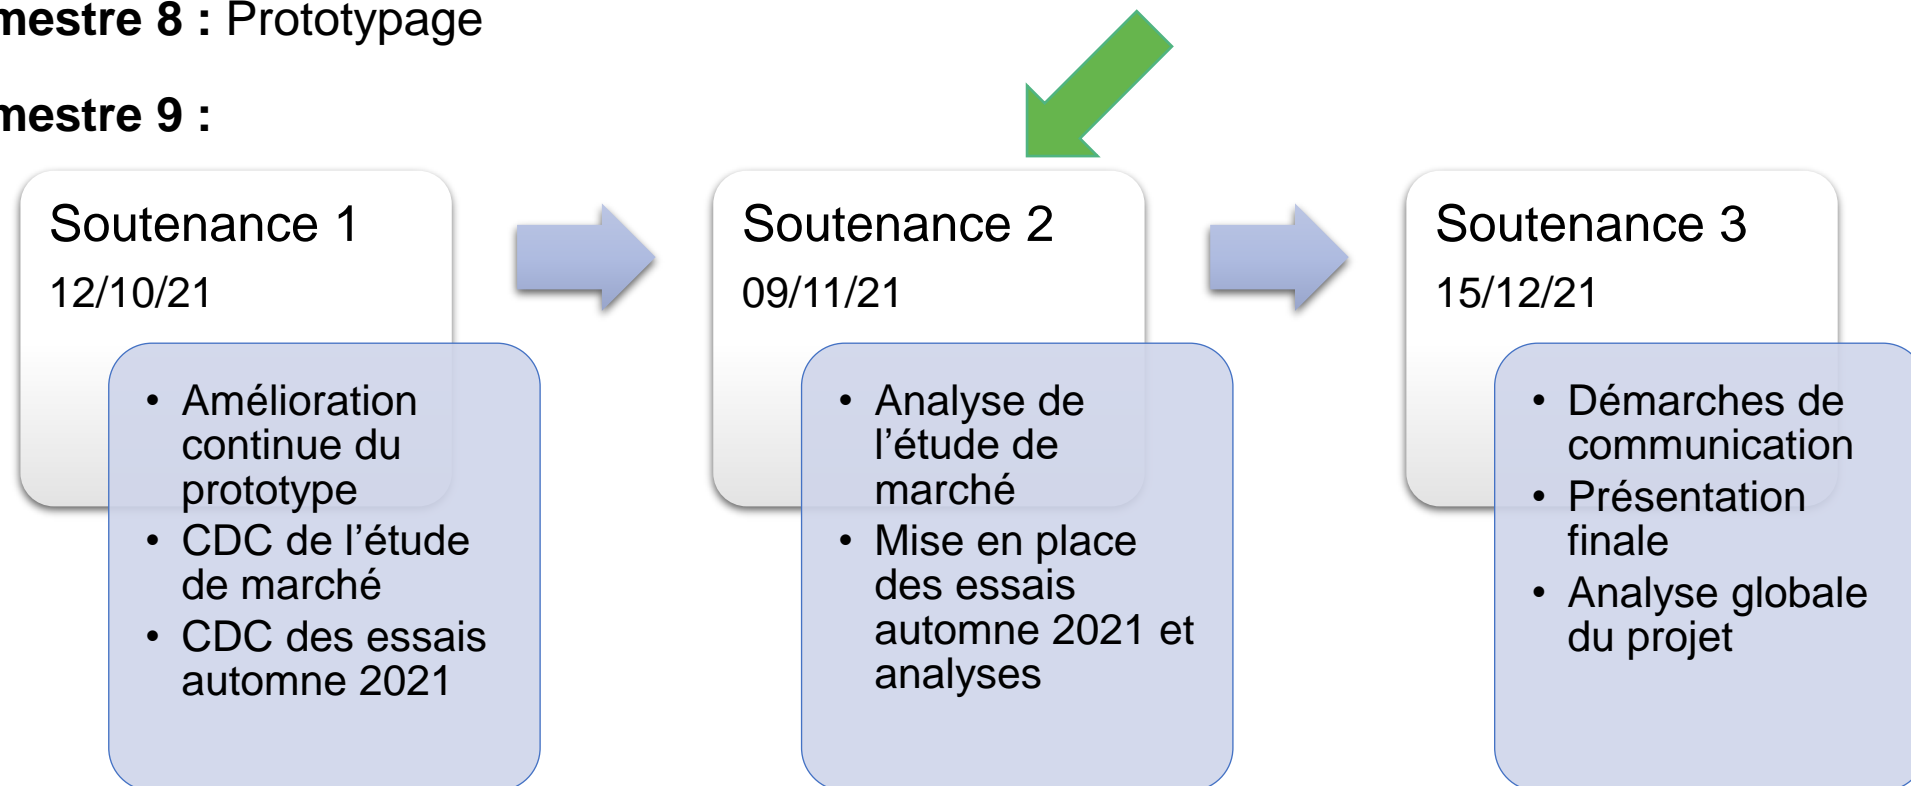 mestre 8 : Prototypage
mestre 9 :
Soutenance 1
12/10/21
• Amélioration
continue du
prototype
• CDC de l’étude
de marché
• CDC des essais
automne 2021
Soutenance 2
09/11/21
• Analyse de
l’étude de
marché
• Mise en place
des essais
automne 2021 et
analyses
Soutenance 3
15/12/21
• Démarches de
communication
• Présentation
finale
• Analyse globale
du projet